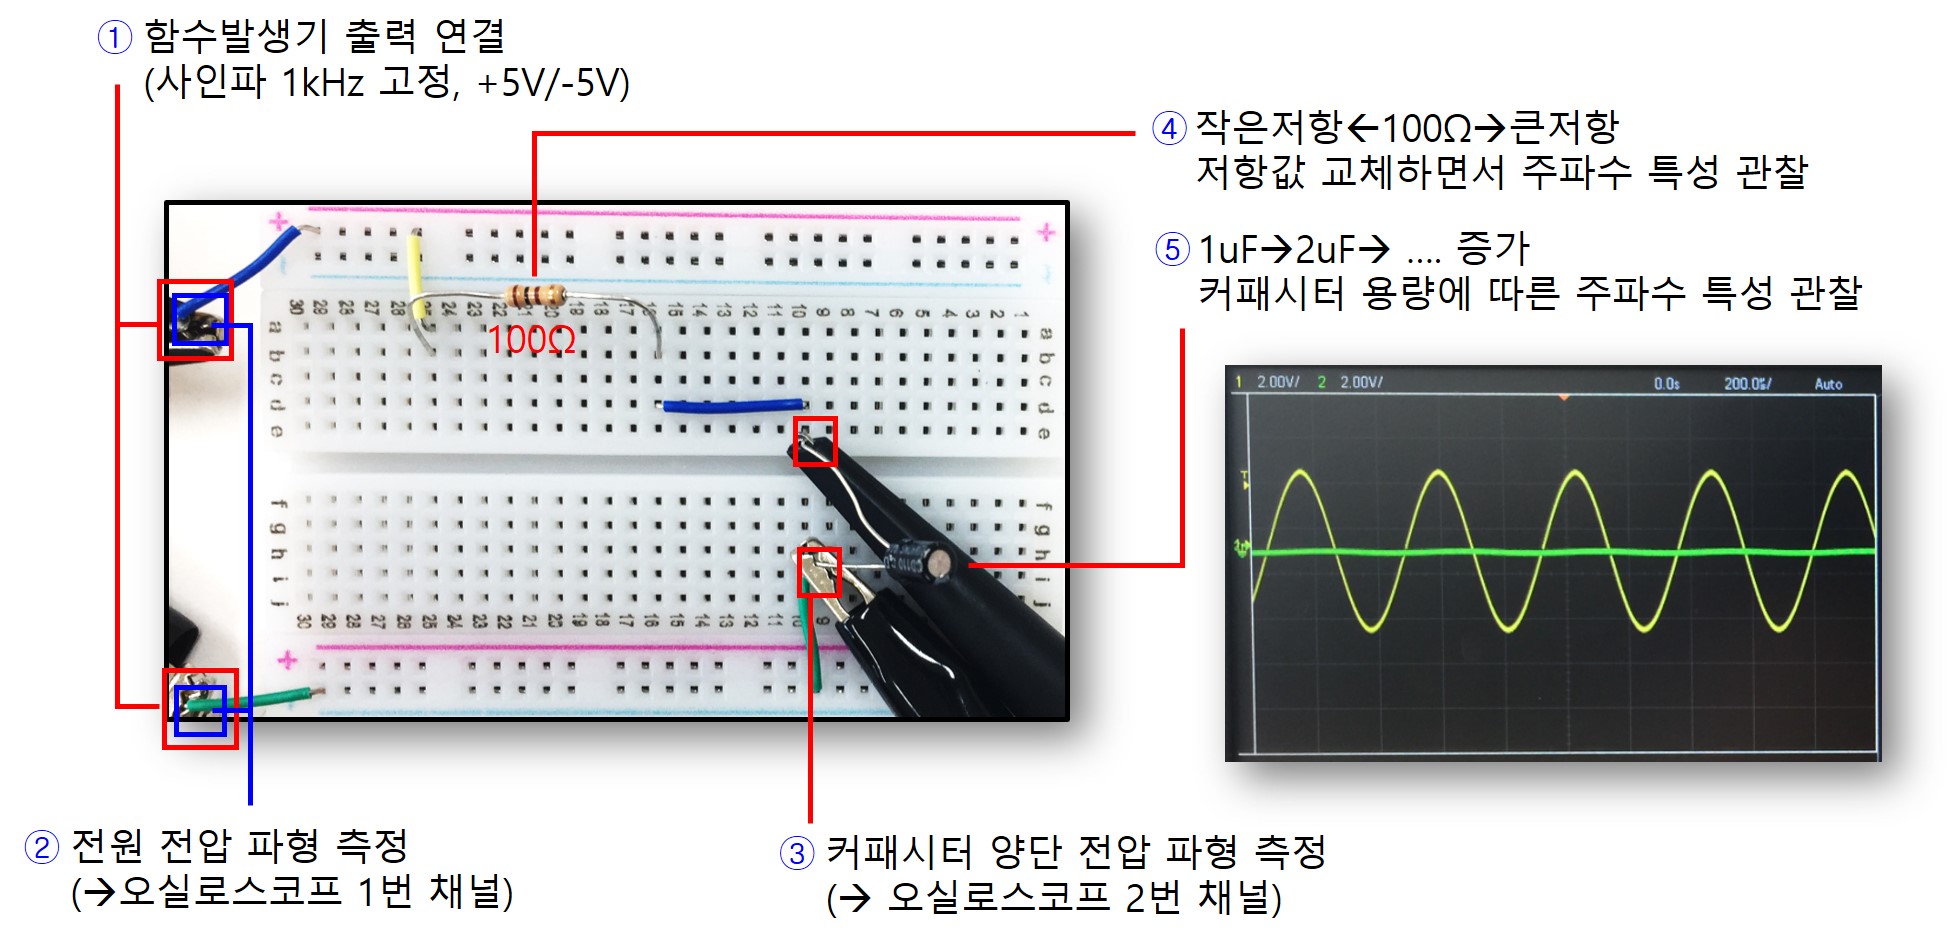 ① 함수발생기 출력 연결
(사인파 1kHz 고정, +5V/-5V)
④ 작은저항←100Ω→큰저항
저항값 교체하면서 주파수 특성 관찰
⑤ 1uF→2uF→ .... 증가
커패시터 용량에 따른 주파수 특성 관찰
100Ω
1 2.00V/ 2 2.00V/ 0.0s 200.0㎲/ Auto
② 전원 전압 파형 측정
(→오실로스코프 1번 채널)
③ 커패시터 양단 전압 파형 측정
(→ 오실로스코프 2번 채널)